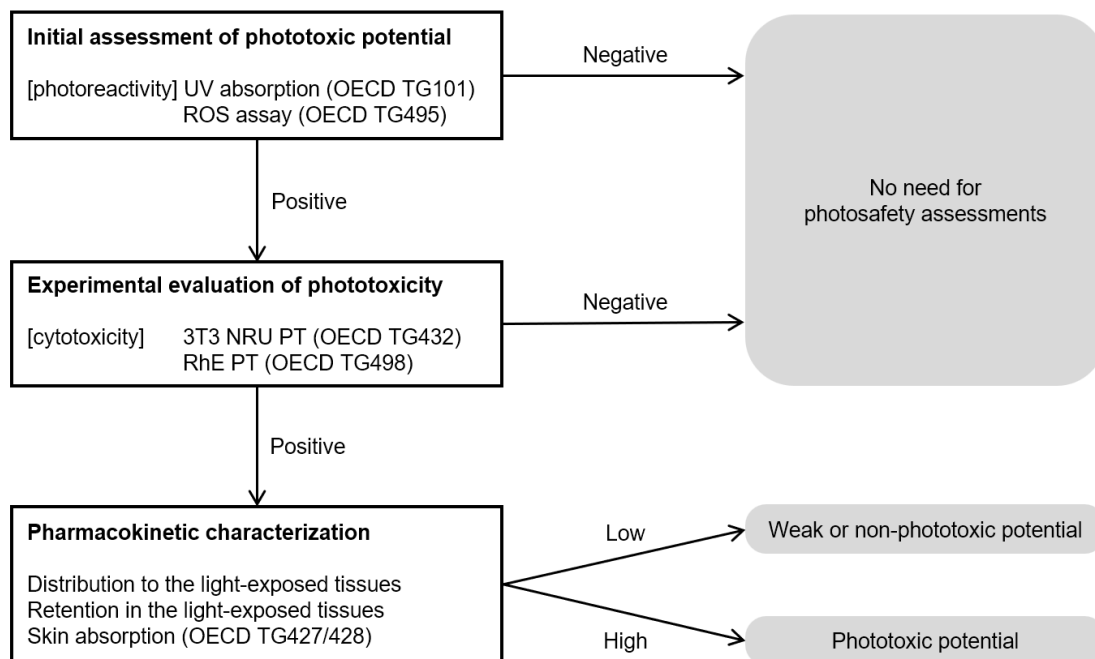 Initial assessment of phototoxic potential
[photoreactivity] UV absorption (OECD TG101)
ROS assay (OECD TG495)
Negative
No need for
photosafety assessments
Positive
Experimental evaluation of phototoxicity
[cytotoxicity] 3T3 NRU PT (OECD TG432)
RhE PT (OECD TG498)
Negative
Positive
Pharmacokinetic characterization
Distribution to the light-exposed tissues
Retention in the light-exposed tissues
Skin absorption (OECD TG427/428)
Low
Weak or non-phototoxic potential
High
Phototoxic potential